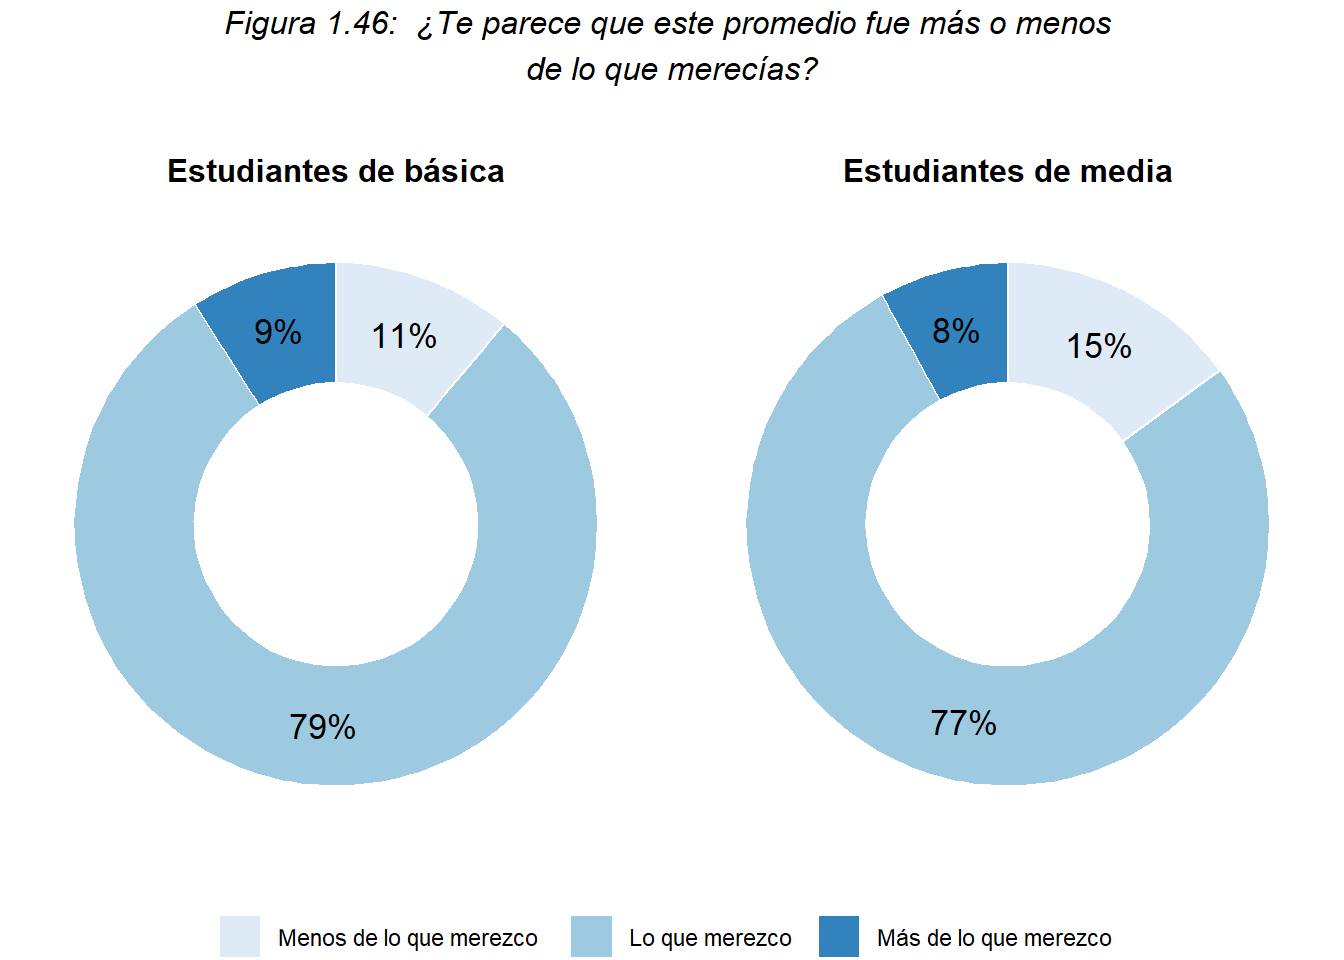 Figura 1.46:  ¿Te parece que este promedio fue más o menos
de lo que merecías?
Estudiantes de básica
Estudiantes de media
9%
11%
79%
8%
15%
77%
Menos de lo que merezco
Lo que merezco
Más de lo que merezco